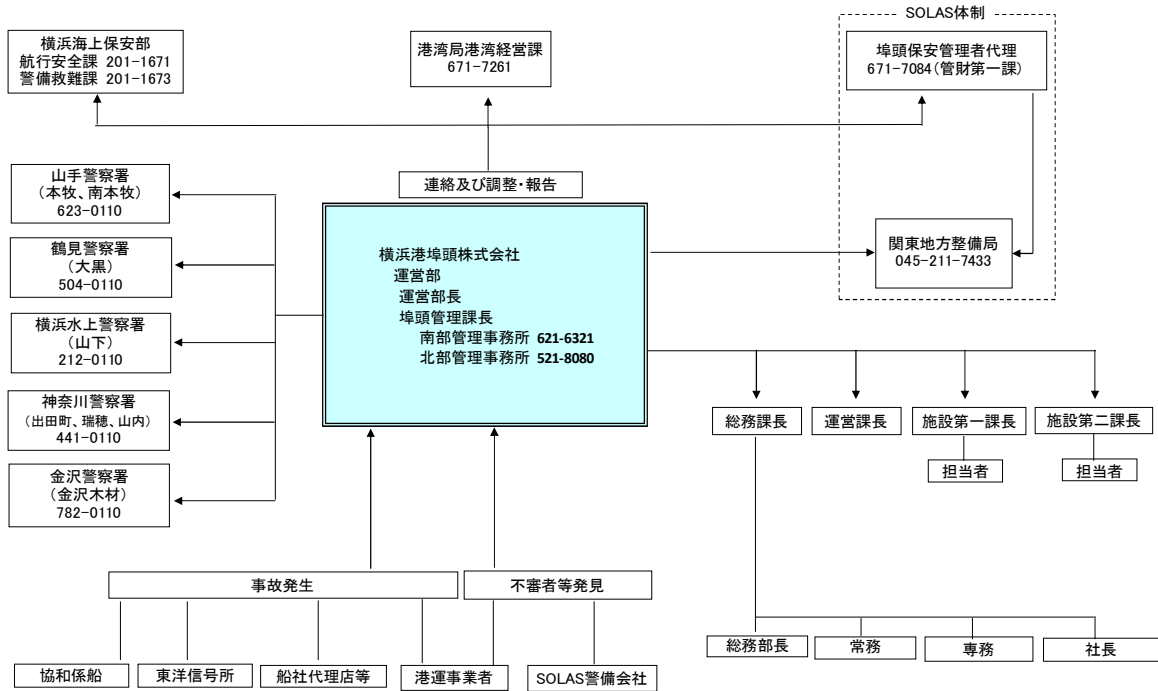 SOLAS体制
横浜海上保安部
航行安全課 201-1671
警備救難課 201-1673
港湾局港湾経営課
671-7261
埠頭保安管理者代理
671-7084(管財第一課)
山手警察署
(本牧、南本牧)
623-0110
連絡及び調整・報告
鶴見警察署
(大黒)
504-0110
横浜港埠頭株式会社
運営部
運営部長
埠頭管理課長
南部管理事務所 621-6321
北部管理事務所 521-8080
関東地方整備局
045-211-7433
横浜水上警察署
(山下)
212-0110
神奈川警察署
(出田町、瑞穂、山内)
441-0110
総務課長
運営課長
施設第一課長
施設第二課長
担当者
担当者
金沢警察署
(金沢木材)
782-0110
事故発生
不審者等発見
協和係船
東洋信号所
船社代理店等
港運事業者
SOLAS警備会社
総務部長
常務
専務
社長